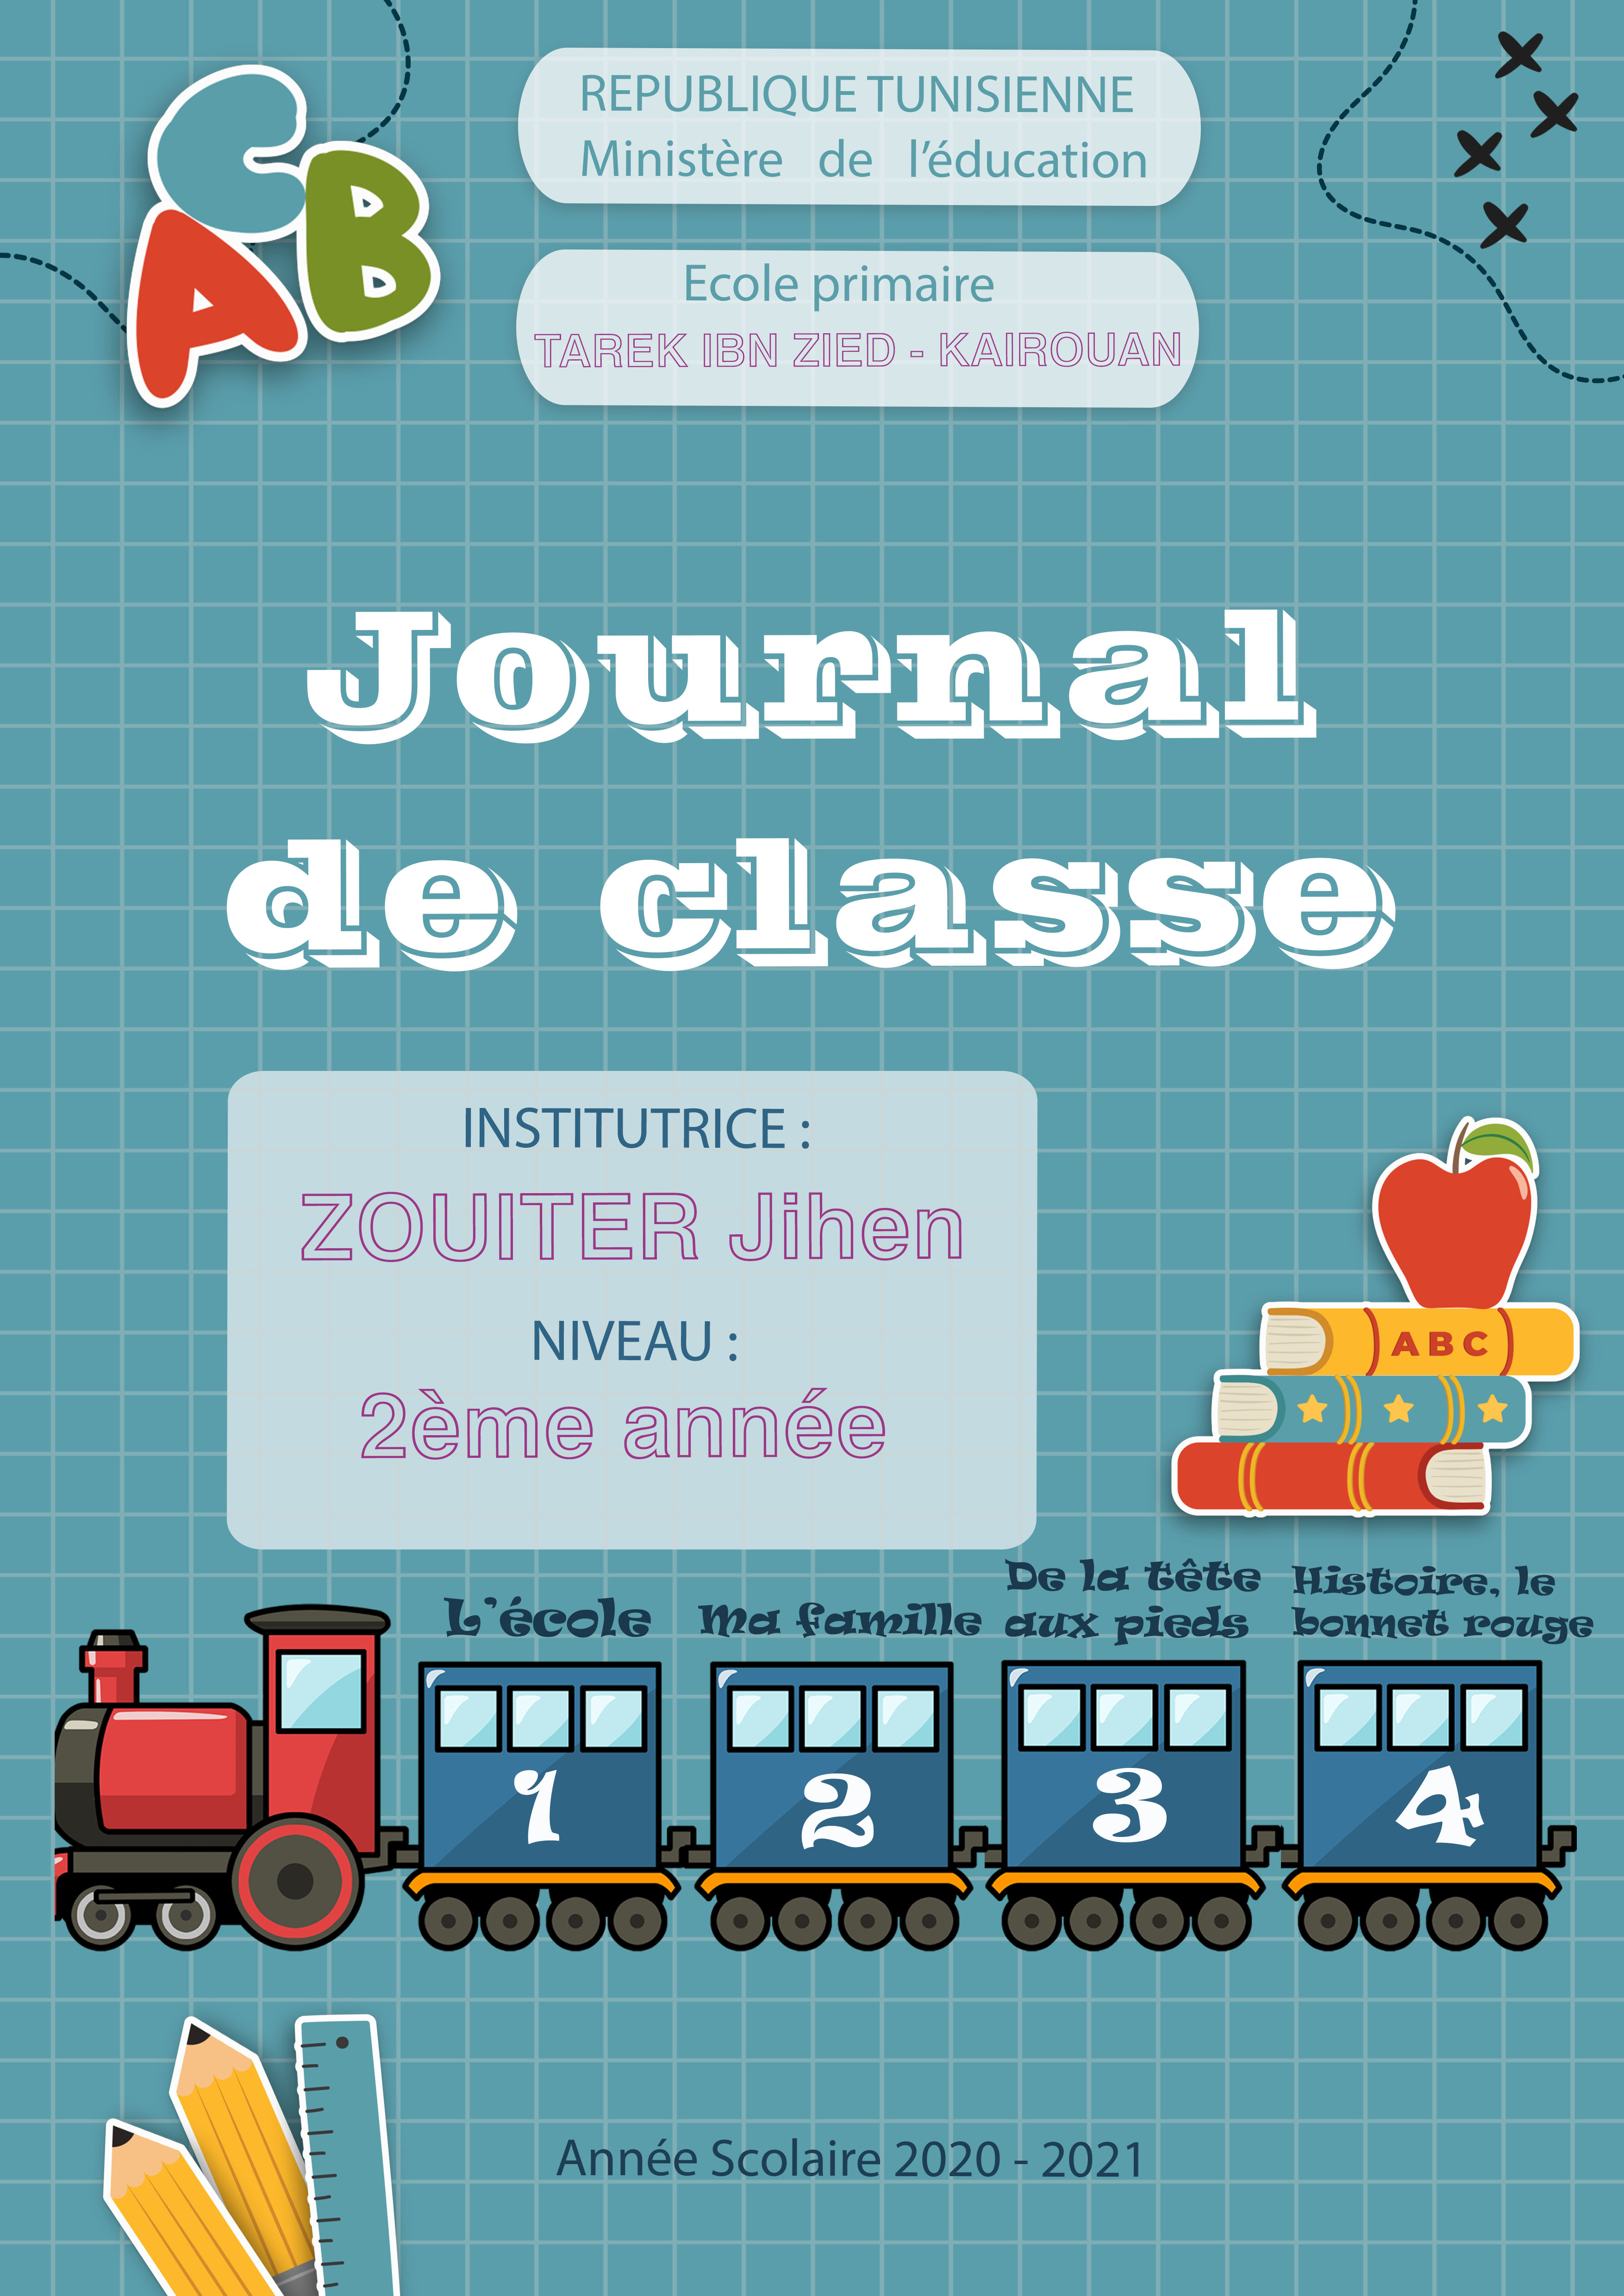 C
A B
REPUBLIQUE TUNISIENNE
Ministère de l'éducation
Ecole primaire
TAREK IBN ZIED - KAIROUAN
Journal
de classe
INSTITUTRICE :
ZOUITER Jihen
NIVEAU :
2ème année
A B C
L'école
Ma famille
De la tête
aux pieds
Histoire, le
bonnet rouge
1
2
3
4
Année Scolaire 2020 - 2021